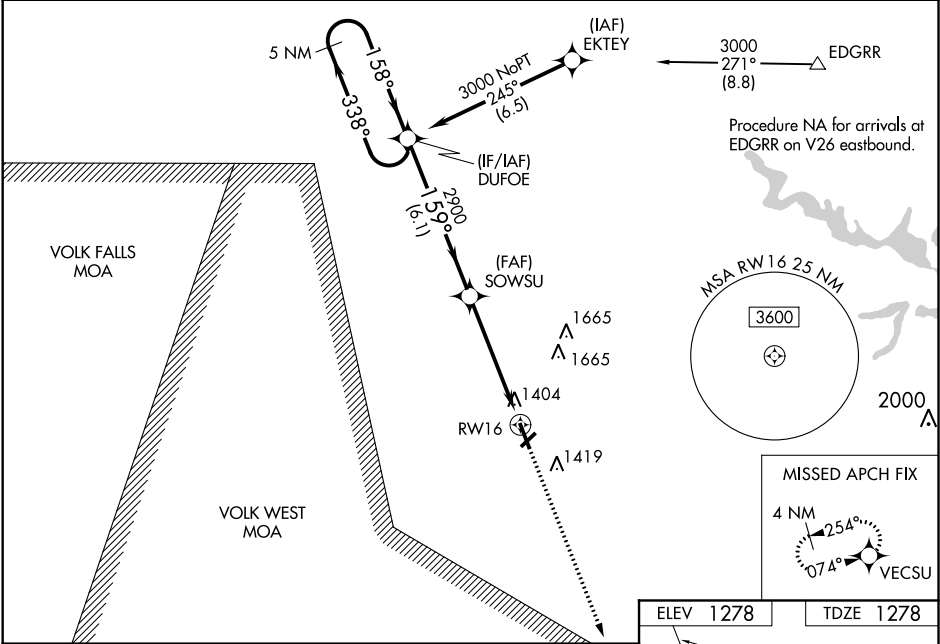 (IAF)
EKTEY
3000
271°
(8.8)
EDGRR
5 NM
158°
338°
3000 NoPT
245°
(6.5)
Procedure NA for arrivals at
EDGRR on V26 eastbound.
(IF/IAF)
DUFOE
2900
159°
(6.1)
VOLK FALLS
MOA
(FAF)
SOWSU
MSA RW16 25 NM
3600
1665
1665
1404
RW16
2000
1419
VOLK WEST
MOA
MISSED APCH FIX
4 NM
254°
074°
VECSU
ELEV 1278
TDZE 1278